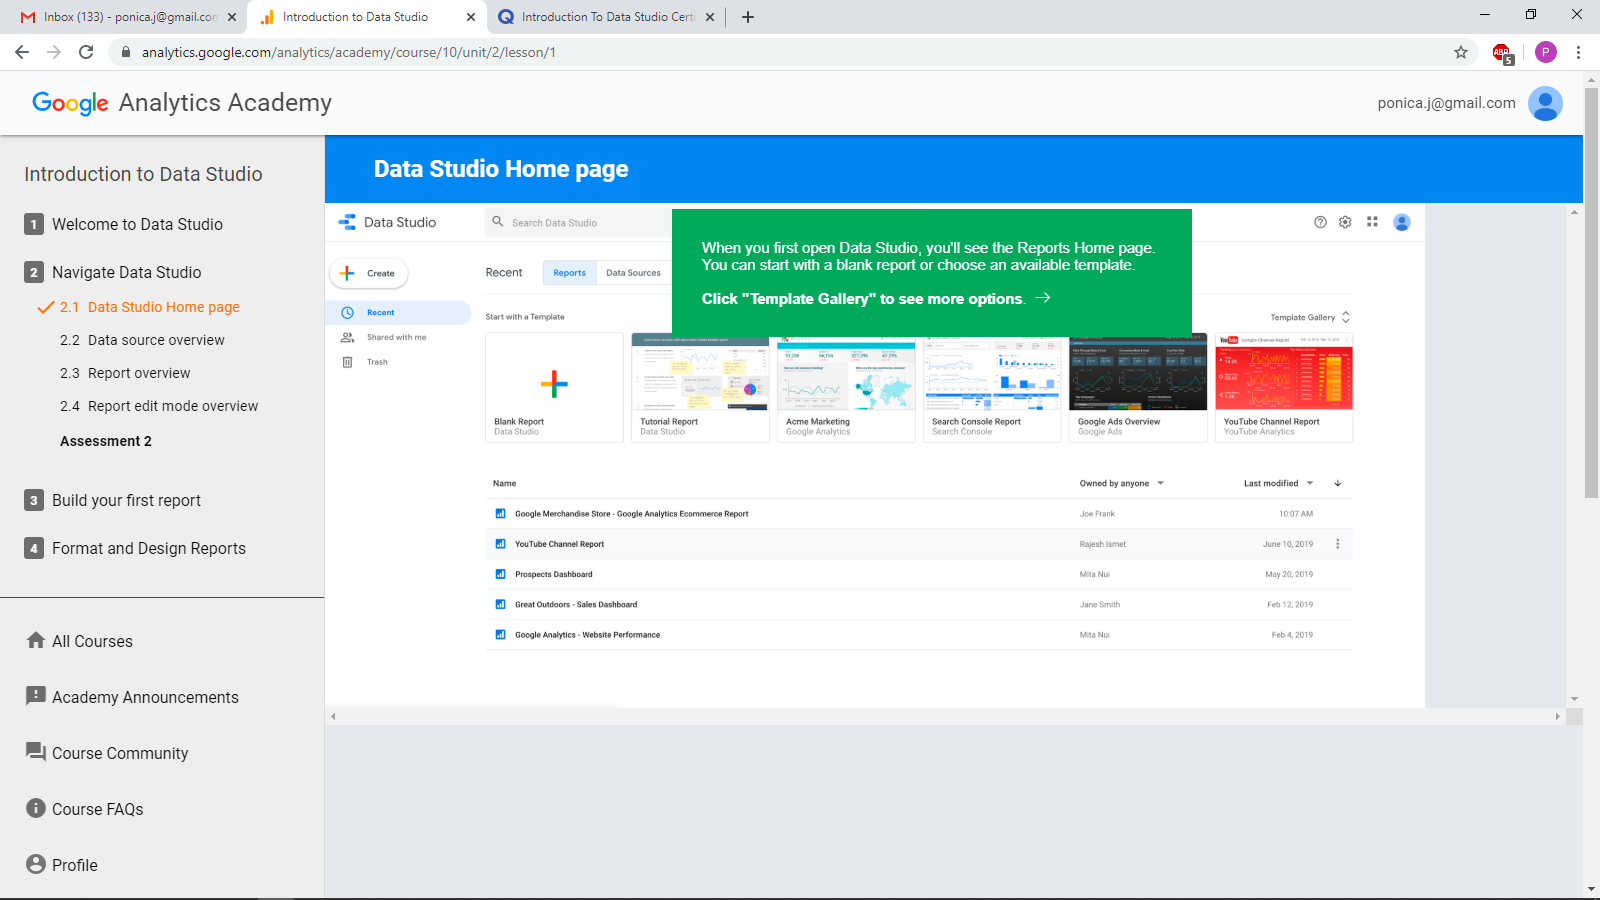 Inbox (133) - ponica.j@gmail.com
Introduction to Data Studio
Introduction To Data Studio Certi
analytics.google.com/analytics/academy/course/10/unit/2/lesson/1
ABP
5
P
Google Analytics Academy
ponica.j@gmail.com
Introduction to Data Studio
1 Welcome to Data Studio
2 Navigate Data Studio
2.1 Data Studio Home page
2.2 Data source overview
2.3 Report overview
2.4 Report edit mode overview
Assessment 2
3 Build your first report
4 Format and Design Reports
All Courses
Academy Announcements
Course Community
Course FAQs
Profile
Data Studio Home page
Data Studio
Search Data Studio
When you first open Data Studio, you'll see the Reports Home page.
You can start with a blank report or choose an available template.
Click "Template Gallery" to see more options.
Create
Recent
Shared with me
Trash
Recent
Reports
Data Sources
Start with a Template
Template Gallery
Blank Report
Data Studio
Tutorial Report
Data Studio
Acme Marketing
Google Analytics
Search Console Report
Search Console
Google Ads Overview
Google Ads
YouTube Channel Report
YouTube Analytics
Name Owned by anyone Last modified
Google Merchandise Store - Google Analytics Ecommerce Report Joe Frank 10:07 AM
YouTube Channel Report Rajesh Ismet June 10, 2019
Prospects Dashboard Mita Nui May 20, 2019
Great Outdoors - Sales Dashboard Jane Smith Feb 12, 2019
Google Analytics - Website Performance Mita Nui Feb 4, 2019